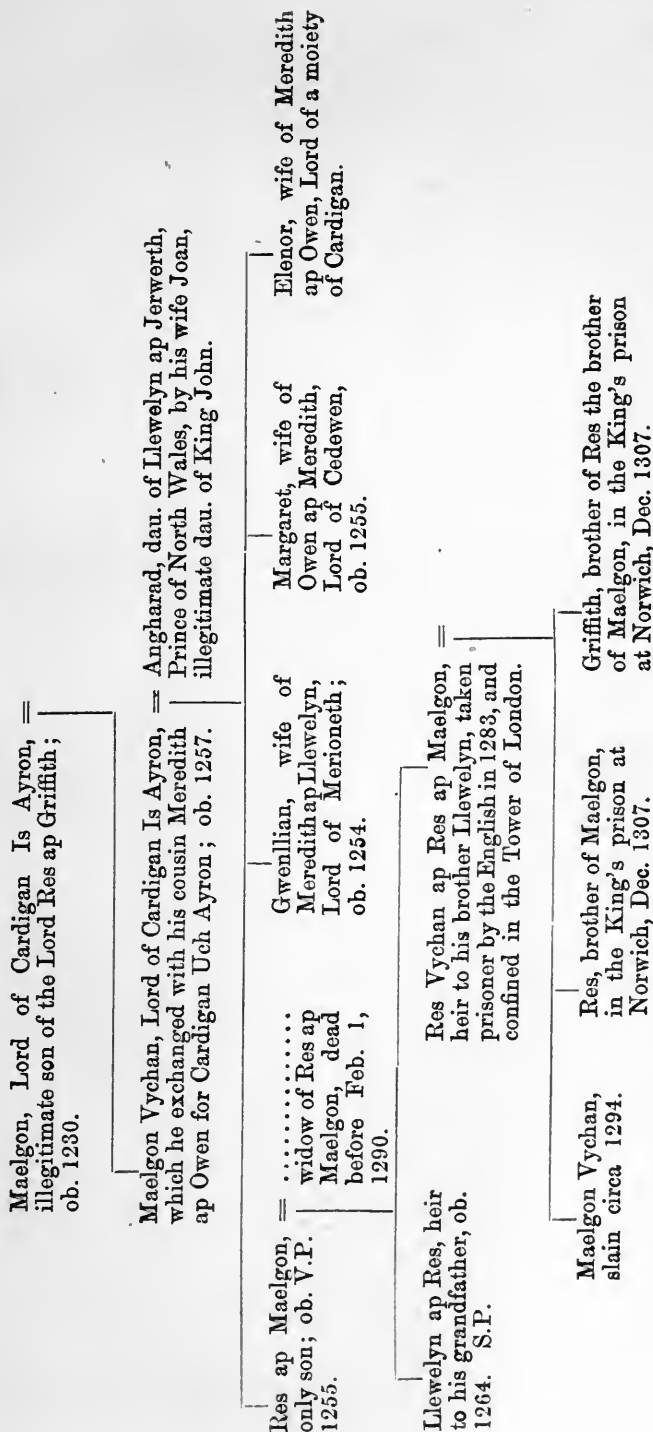 Maelgon, Lord of Cardigan Is Ayron, =
illegitimate son of the Lord Res ap Griffith;
ob. 1230.
Maelgon Vychan, Lord of Cardigan Is Ayron,
which he exchanged with his cousin Meredith
ap Owen for Cardigan Uch Ayron; ob. 1257.
= Angharad, dau. of Llewelyn ap Jerwerth,
Prince of North Wales, by his wife Joan,
illegitimate dau. of King John.
Res ap Maelgon,
only son; ob. V.P.
1255.
= ............
widow of Res ap
Maelgon, dead
before Feb. 1,
1290.
Gwenllian, wife of
Meredith ap Llewelyn,
Lord of Merioneth;
ob. 1254.
Margaret, wife of
Owen ap Meredith,
Lord of Cedewen,
ob. 1255.
Elenor, wife of Meredith
ap Owen, Lord of a moiety
of Cardigan.
Llewelyn ap Res, heir
to his grandfather, ob.
1264. S.P.
Res Vychan ap Res ap Maelgon, =
heir to his brother Llewelyn, taken
prisoner by the English in 1283, and
confined in the Tower of London.
Maelgon Vychan,
slain circa 1294.
Res, brother of Maelgon,
in the King's prison at
Norwich, Dec. 1307.
Griffith, brother of Res the brother
of Maelgon, in the King's prison
at Norwich, Dec. 1307.